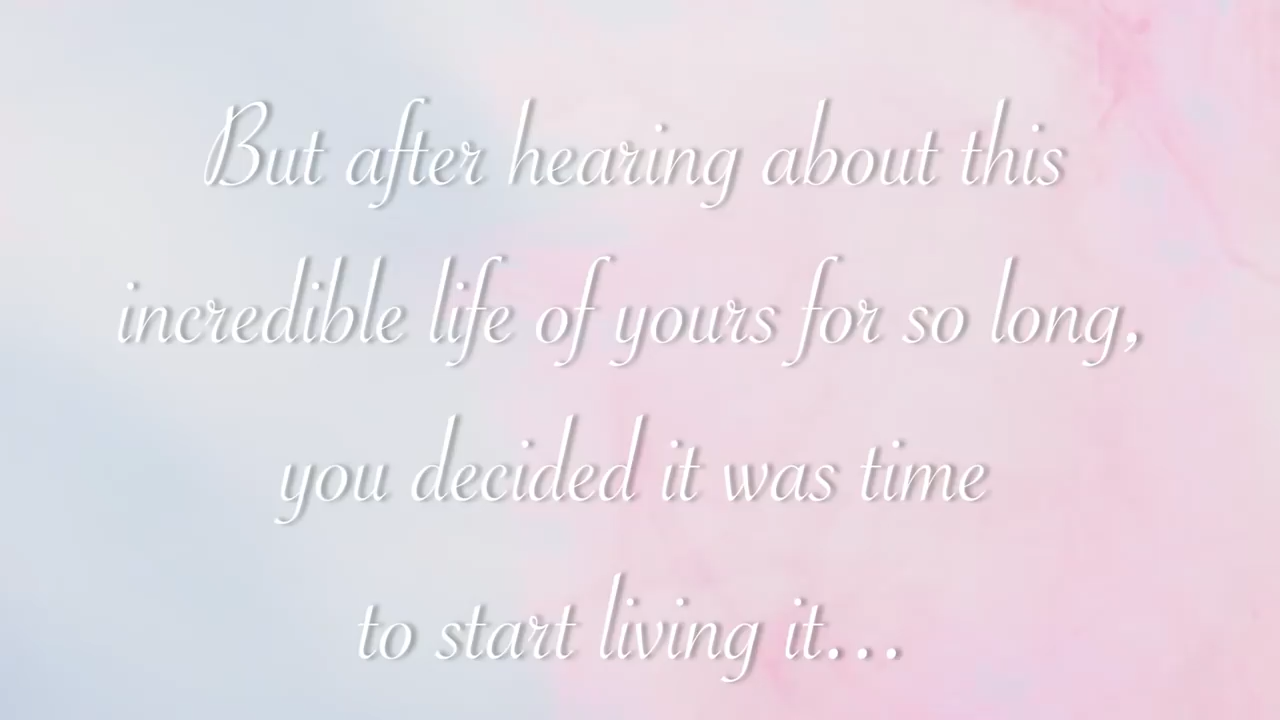 But after hearing about this
incredible life of yours for so long,
you decided it was time
to start living it...